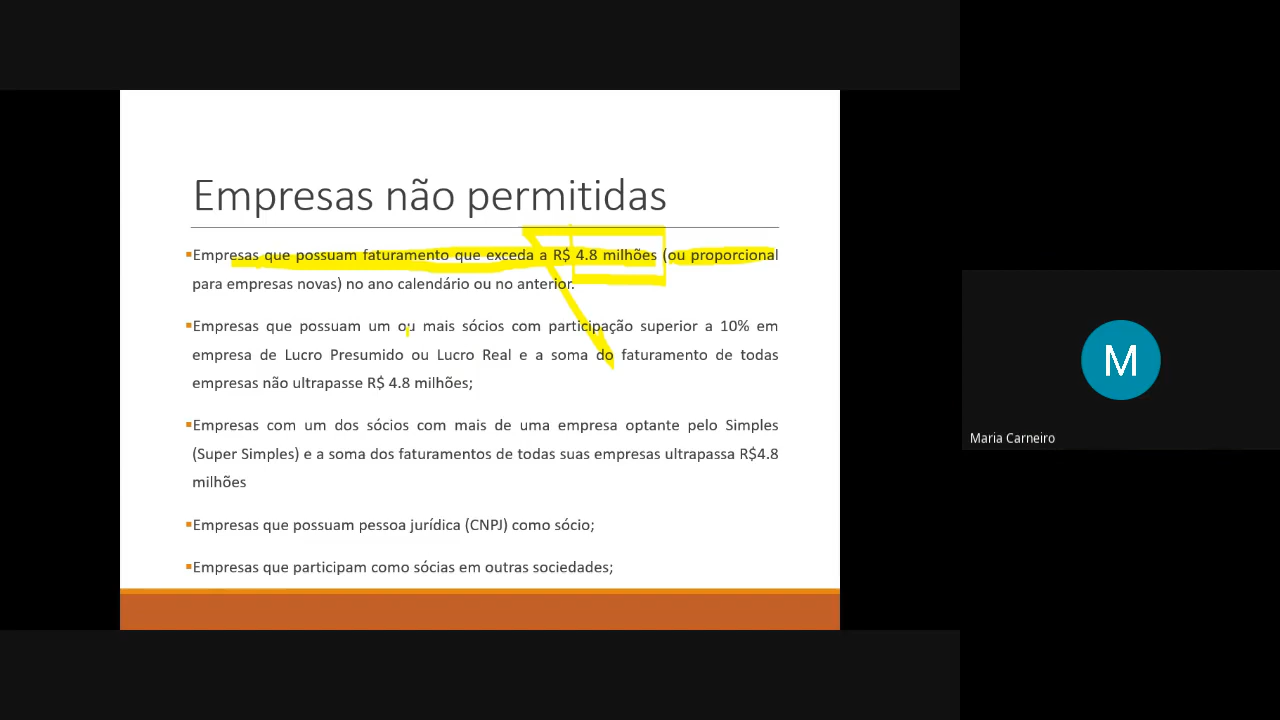 Empresas não permitidas
▪Empresas que possuam faturamento que exceda a R$ 4.8 milhões (ou proporcional
para empresas novas) no ano calendário ou no anterior.
▪Empresas que possuam um ou mais sócios com participação superior a 10% em
empresa de Lucro Presumido ou Lucro Real e a soma do faturamento de todas
empresas não ultrapasse R$ 4.8 milhões;
▪Empresas com um dos sócios com mais de uma empresa optante pelo Simples
(Super Simples) e a soma dos faturamentos de todas suas empresas ultrapassa R$4.8
milhões
▪Empresas que possuam pessoa jurídica (CNPJ) como sócio;
▪Empresas que participam como sócias em outras sociedades;
M
Maria Carneiro